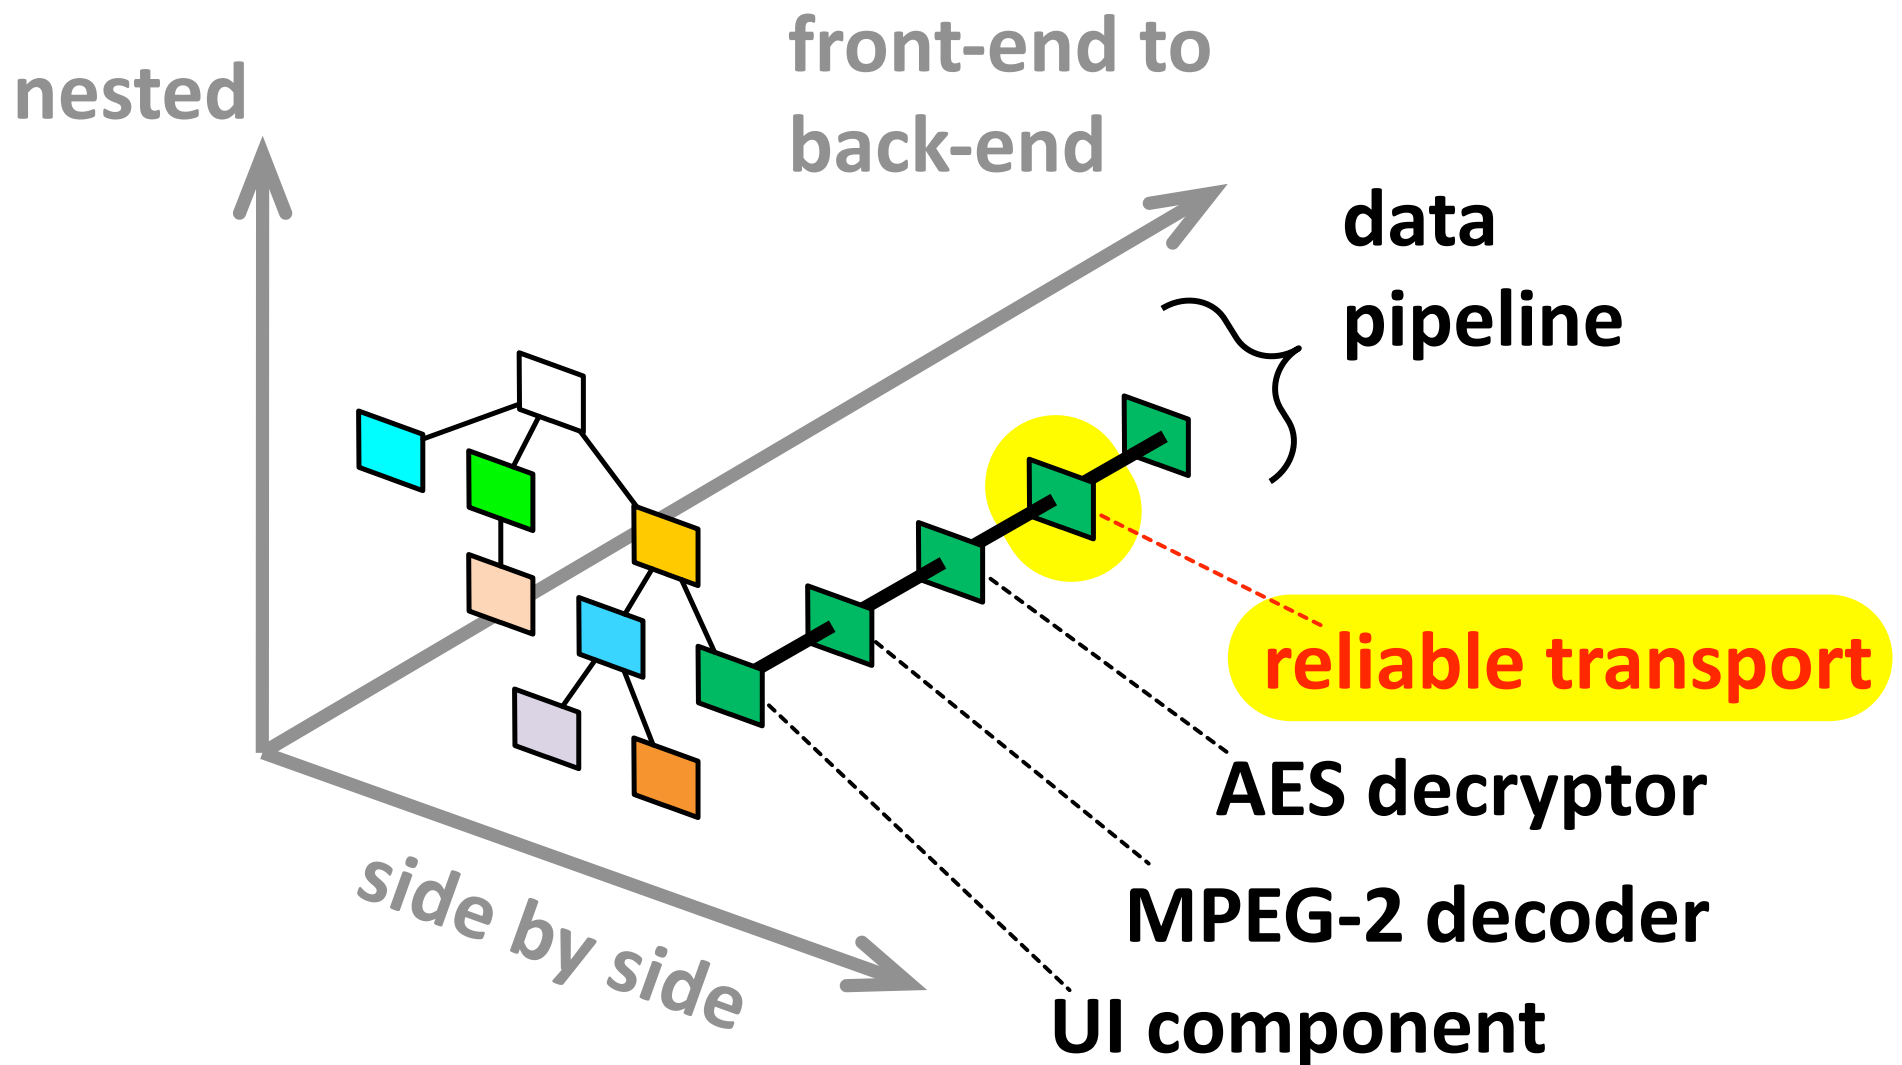 front-end to
back-end
nested
data
pipeline
reliable transport
AES decryptor
MPEG-2 decoder
side by side
UI component